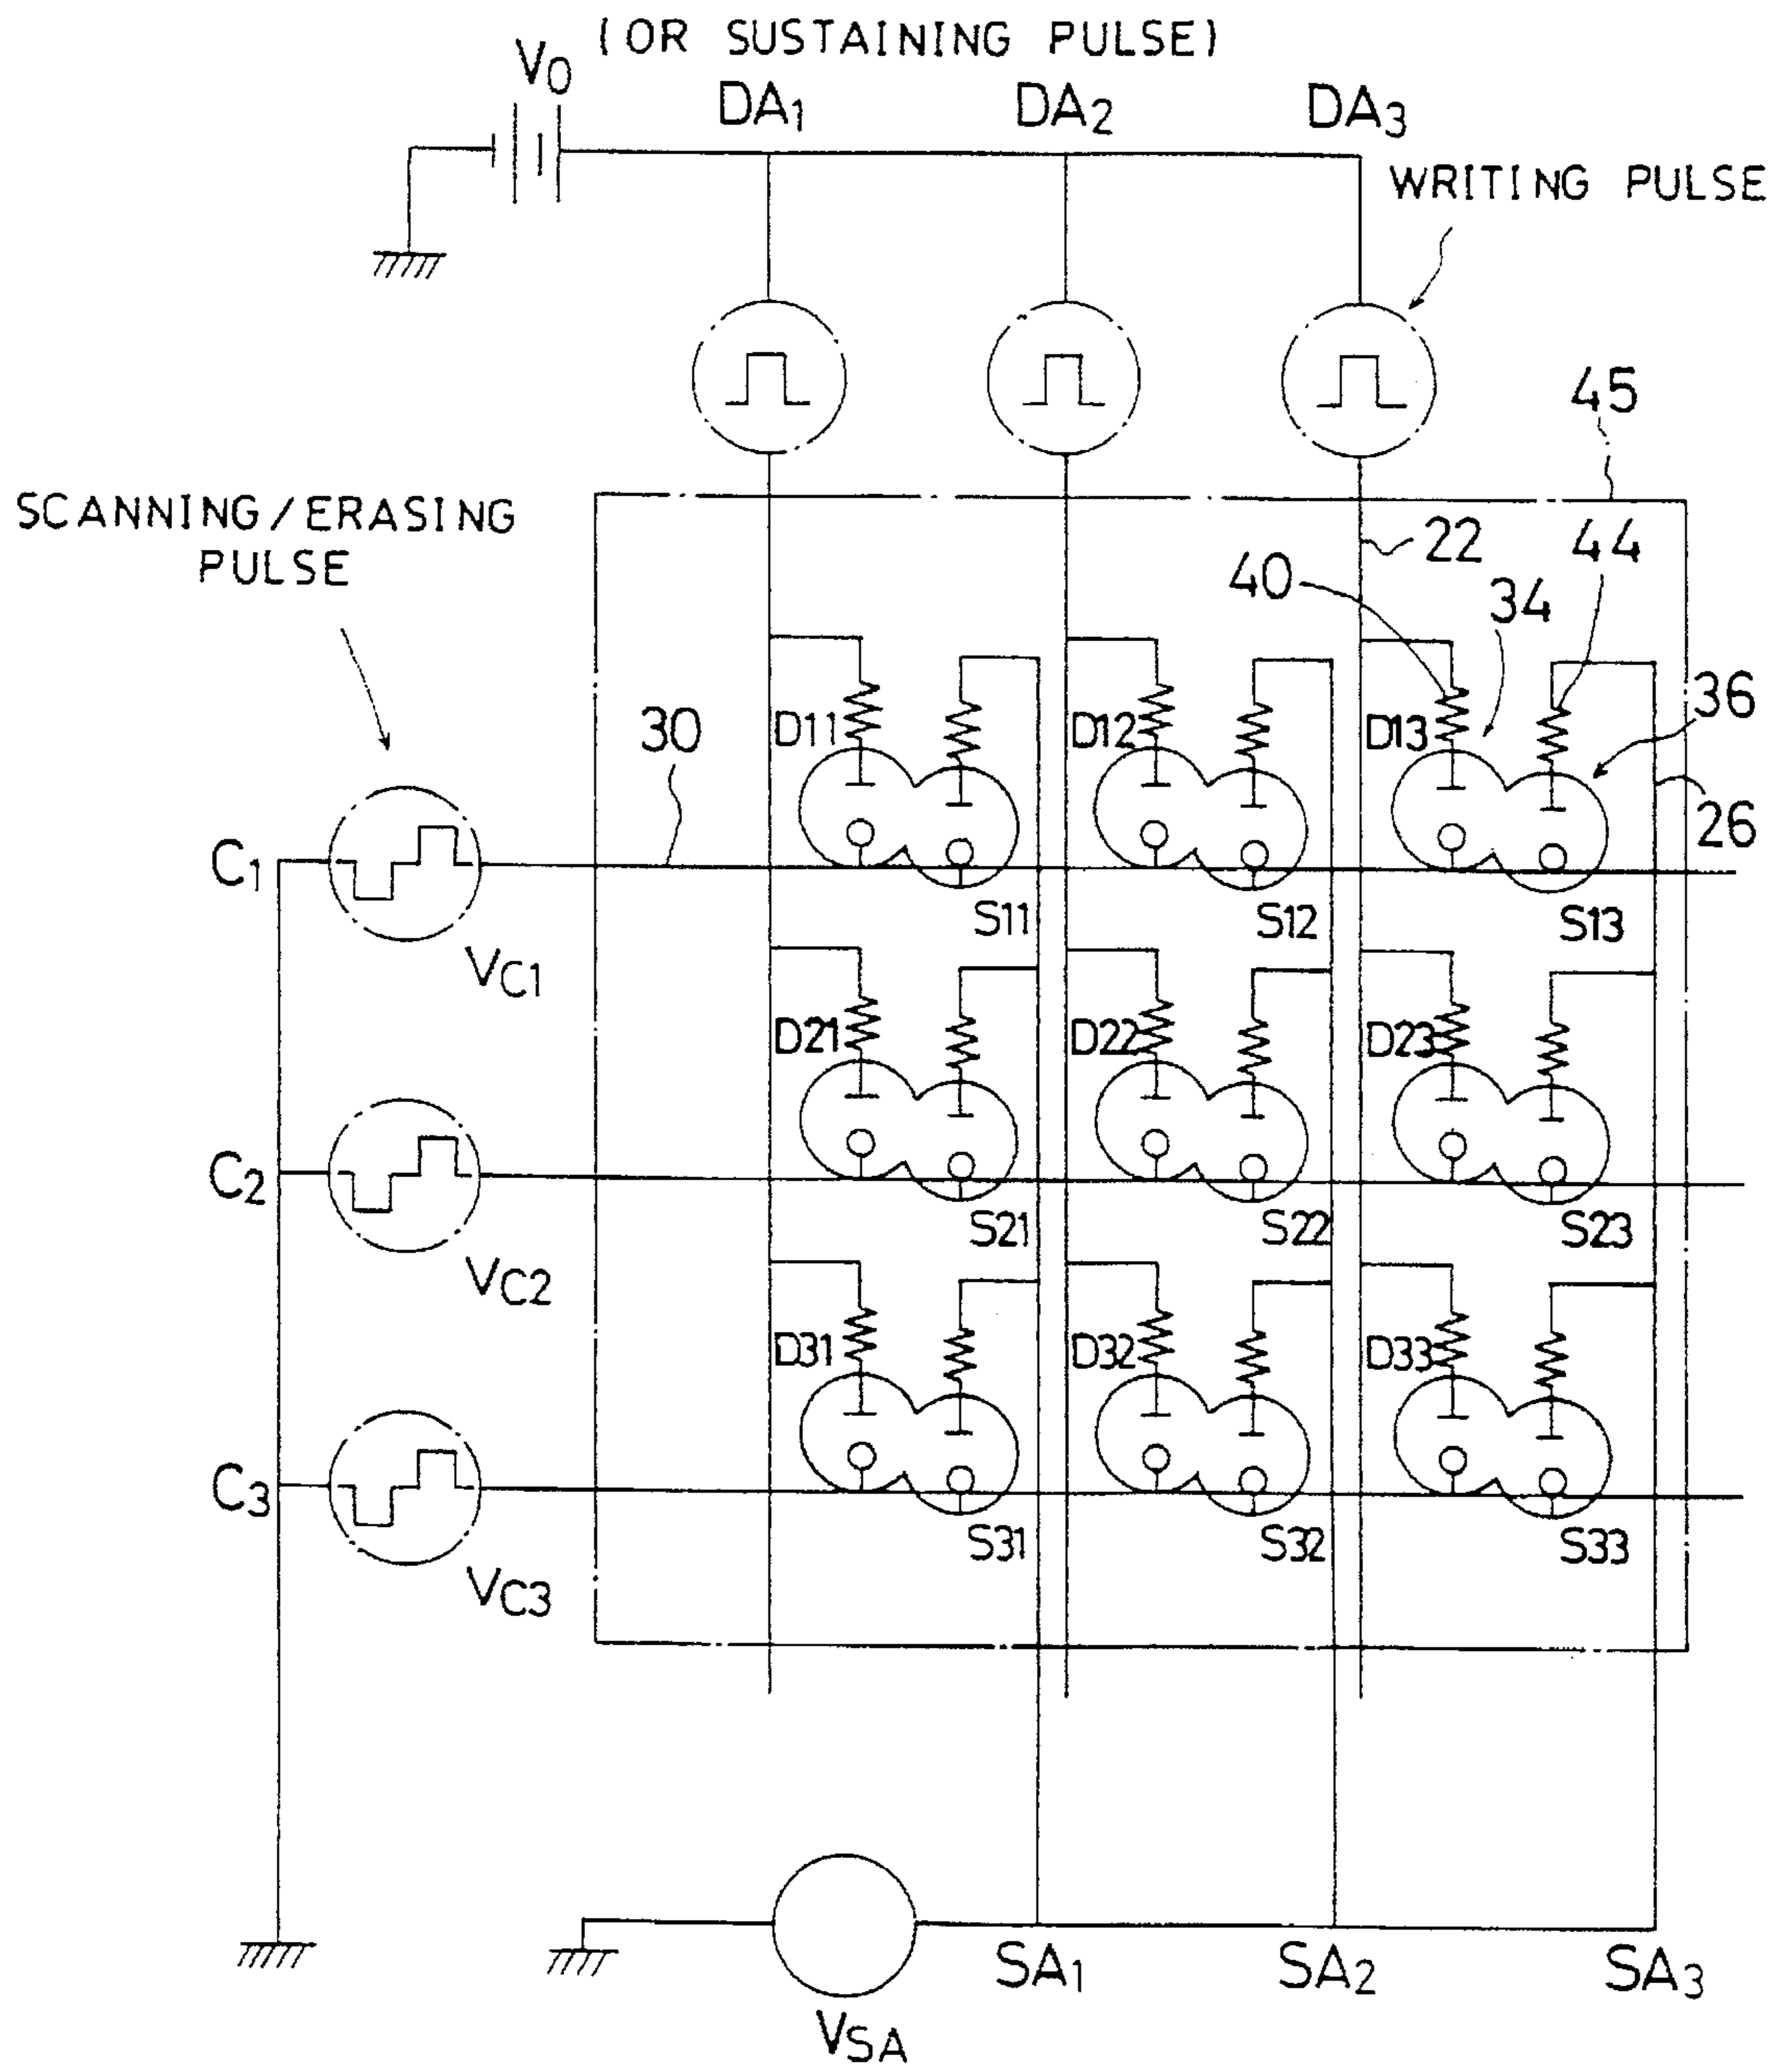 (OR SUSTAINING PULSE)
V0
DA1 DA2 DA3
WRITING PULSE
45
SCANNING/ERASING
PULSE
22 44
40 34
30 D11 D12 D13 36
26
C1
S11 S12 S13
VC1
D21 D22 D23
C2
S21 S22 S23
VC2
D31 D32 D33
C3
S31 S32 S33
VC3
SA1 SA2 SA3
VSA